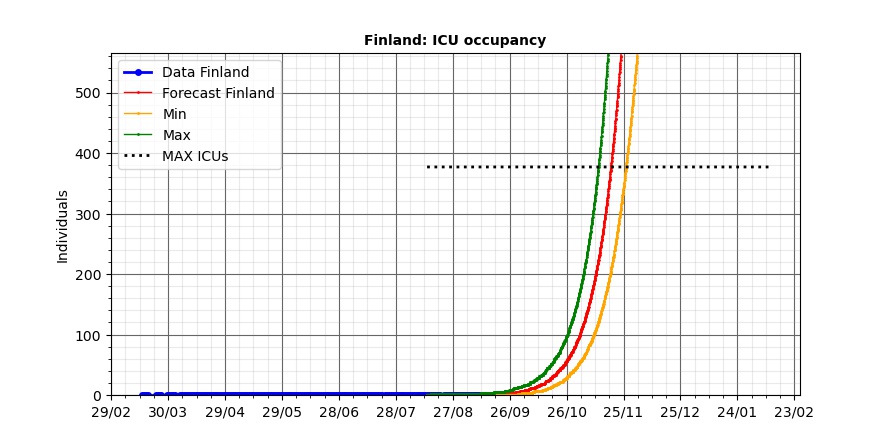 Finland: ICU occupancy
Data Finland
Forecast Finland
Min
Max
MAX ICUs
Individuals
500
400
300
200
100
0
29/02 30/03 29/04 29/05 28/06 28/07 27/08 26/09 26/10 25/11 25/12 24/01 23/02